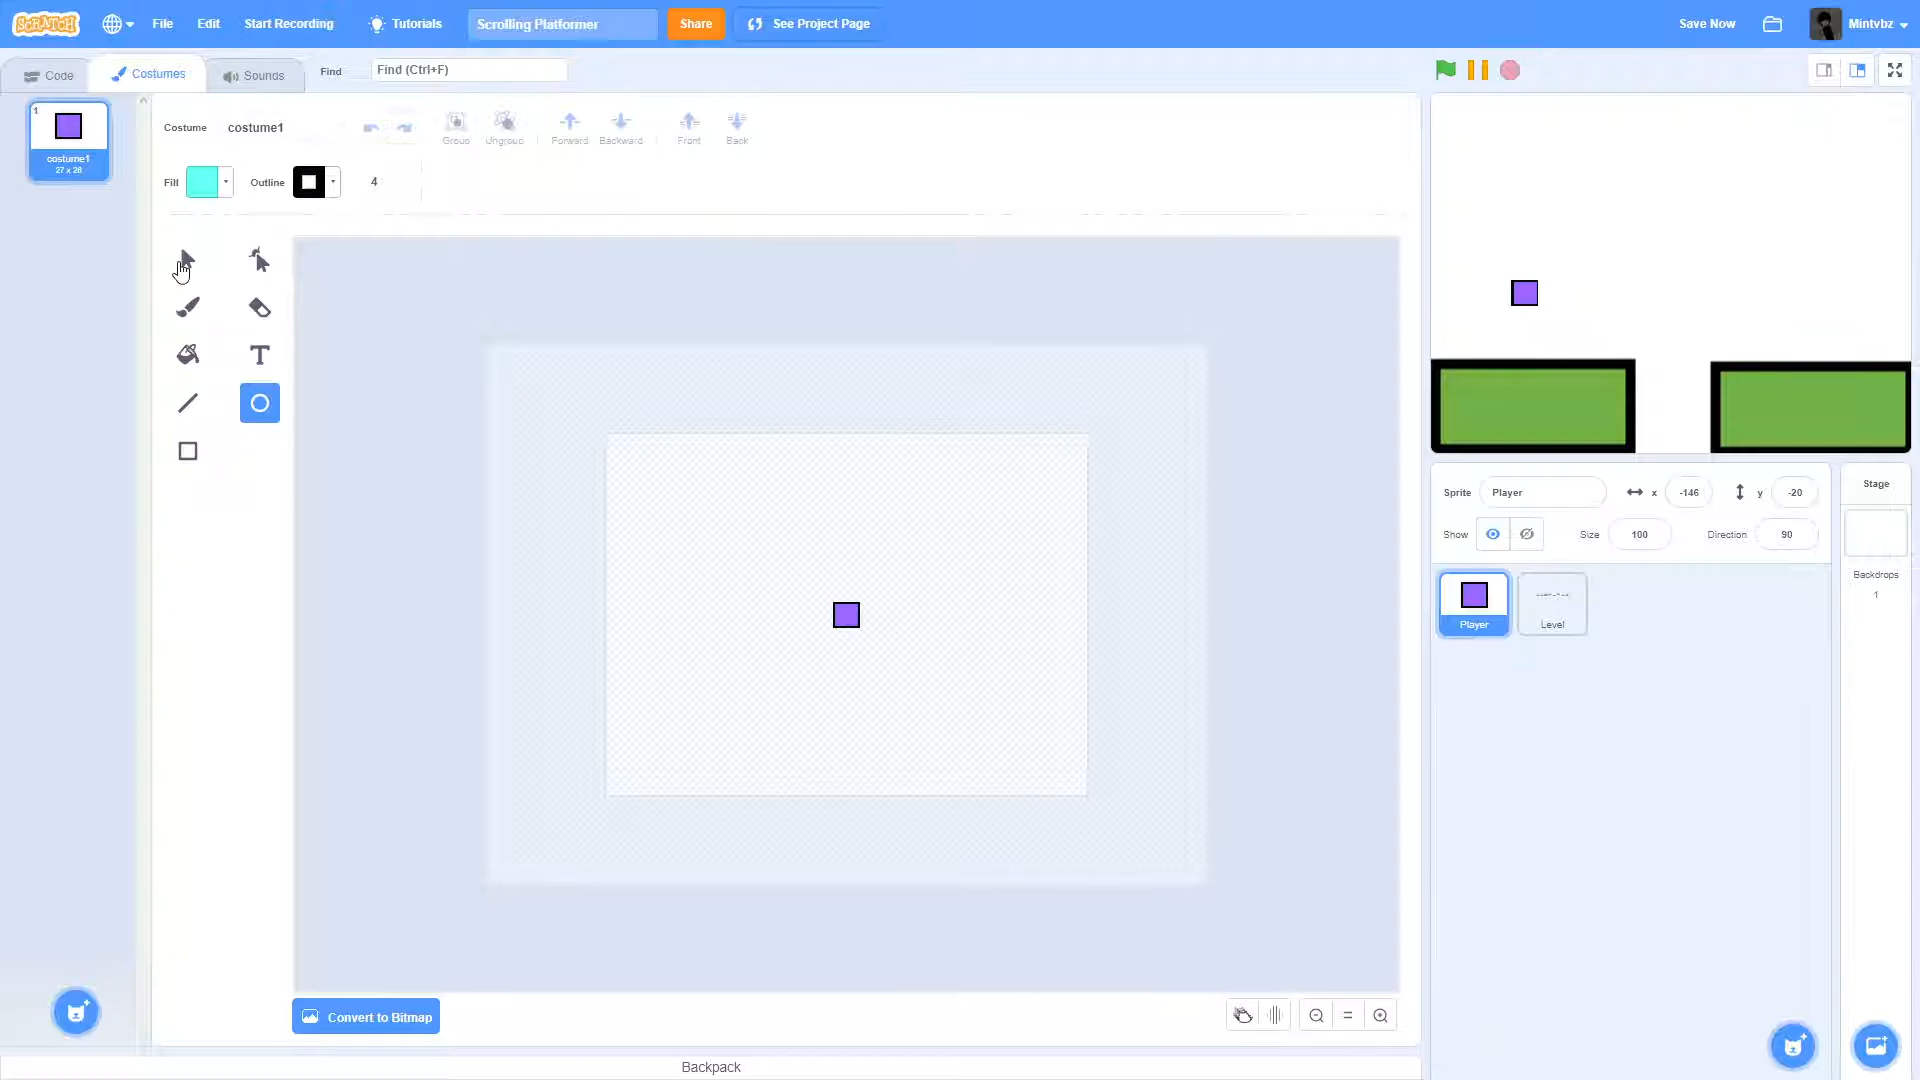 SCRATCH
File
Edit
Start Recording
Tutorials
Scrolling Platformer
Share
See Project Page
Save Now
Mintvbz
Code
Costumes
Sounds
Find
Find (Ctrl+F)
1
costume1
27 x 28
Costume
costume1
Group
Ungroup
Forward
Backward
Front
Back
Fill
Outline
4
T
Convert to Bitmap
Backpack
Sprite
Player
x
-146
y
-20
Show
Size
100
Direction
90
Player
Level
Stage
Backdrops
1